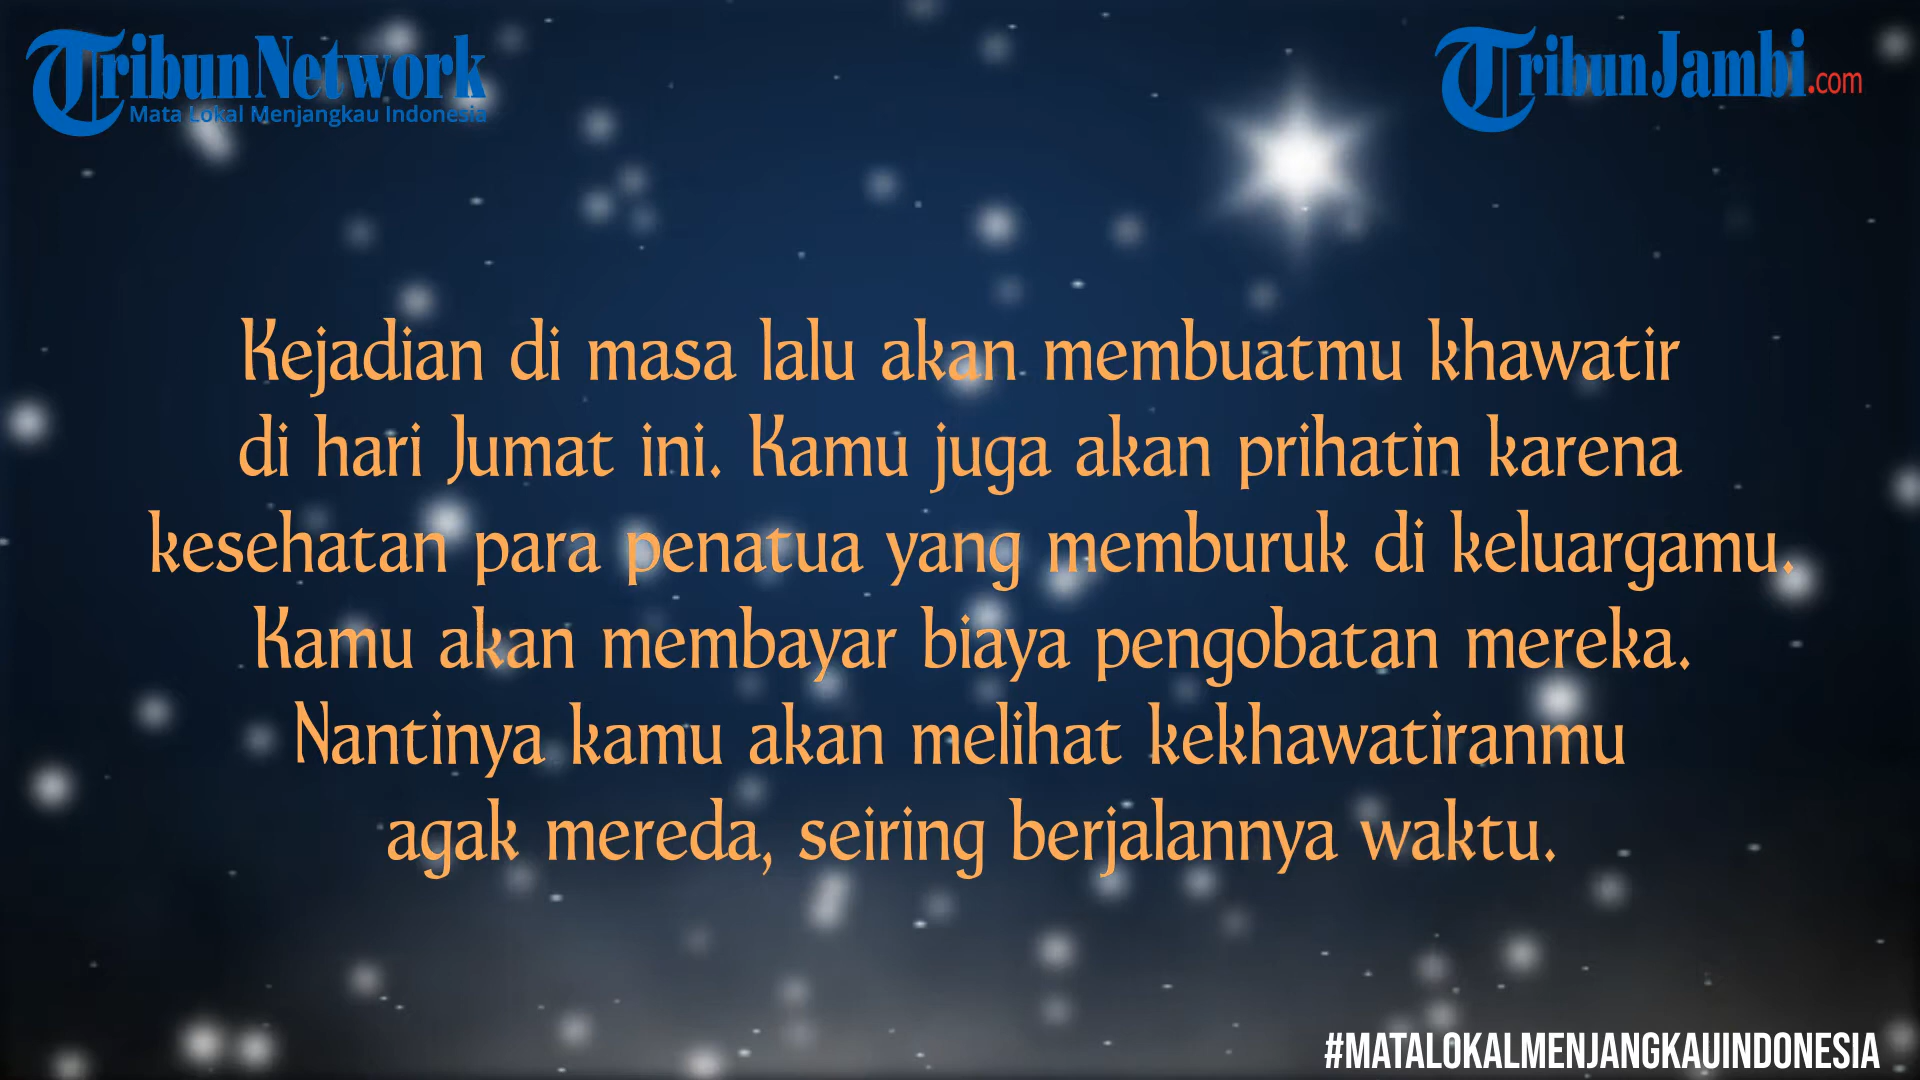 TribunNetwork
Mata Lokal Menjangkau Indonesia
TribunJambi.com
Kejadian di masa lalu akan membuatmu khawatir
di hari Jumat ini. Kamu juga akan prihatin karena
kesehatan para penatua yang memburuk di keluargamu.
Kamu akan membayar biaya pengobatan mereka.
Nantinya kamu akan melihat kekhawatiranmu
agak mereda, seiring berjalannya waktu.
#MATALOKALMENJANGKAUINDONESIA